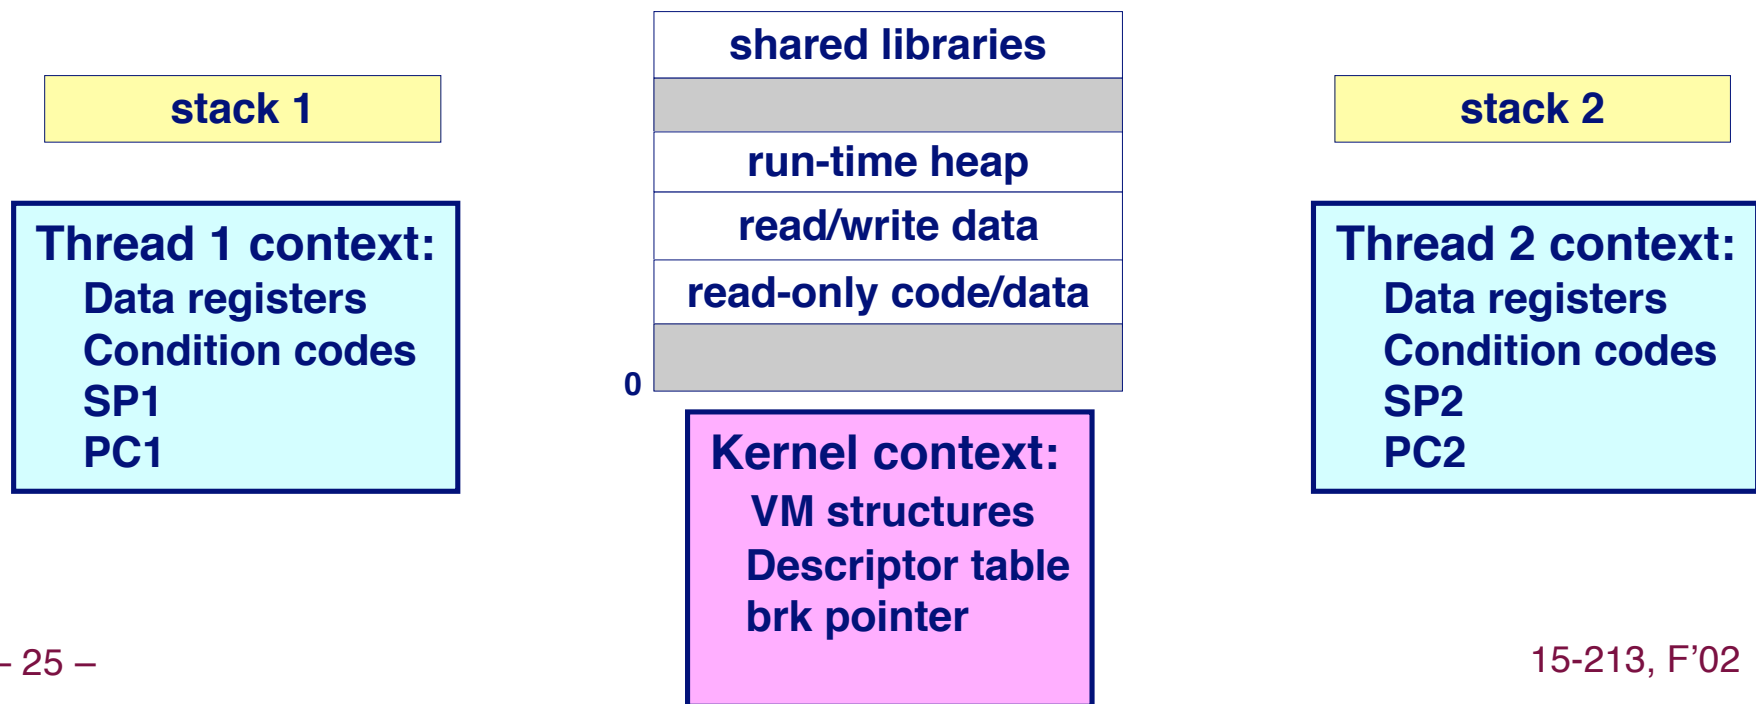 stack 1
Thread 1 context:
Data registers
Condition codes
SP1
PC1
shared libraries
run-time heap
read/write data
read-only code/data
0
Kernel context:
VM structures
Descriptor table
brk pointer
stack 2
Thread 2 context:
Data registers
Condition codes
SP2
PC2
– 25 –
15-213, F’02